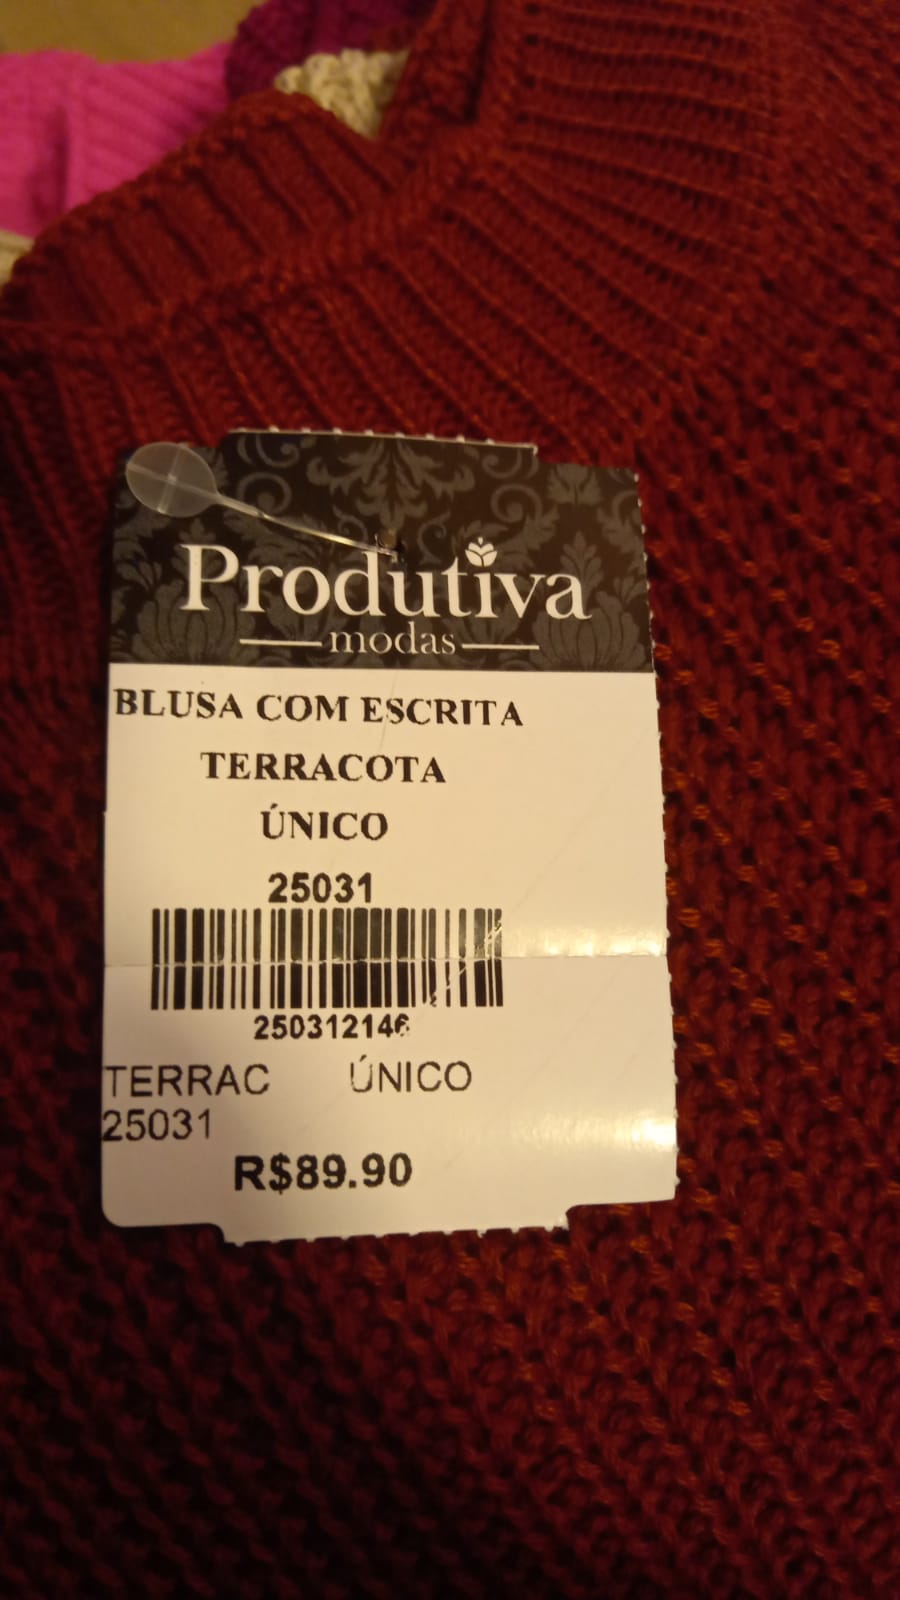 Produtiva
modas
BLUSA COM ESCRITA
TERRACOTA
ÚNICO
25031
250312146
TERRAC ÚNICO
25031
R$89.90